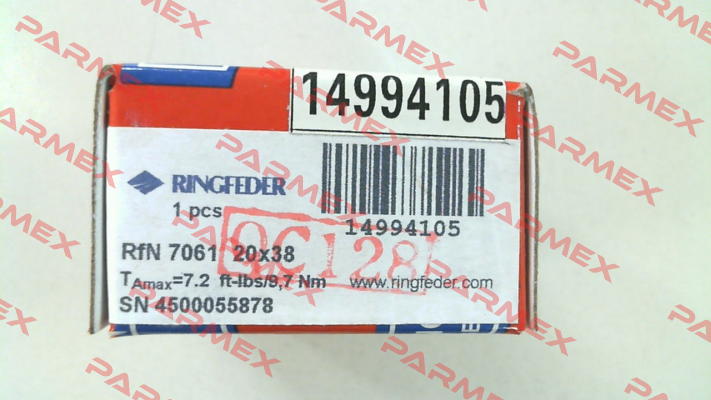 14994105
RINGFEDER
1 pcs
14994105
QC128
RfN 7061 20x38
TAmax=7.2 ft-lbs/9,7 Nm www.ringfeder.com
SN 4500055878
PARMEX